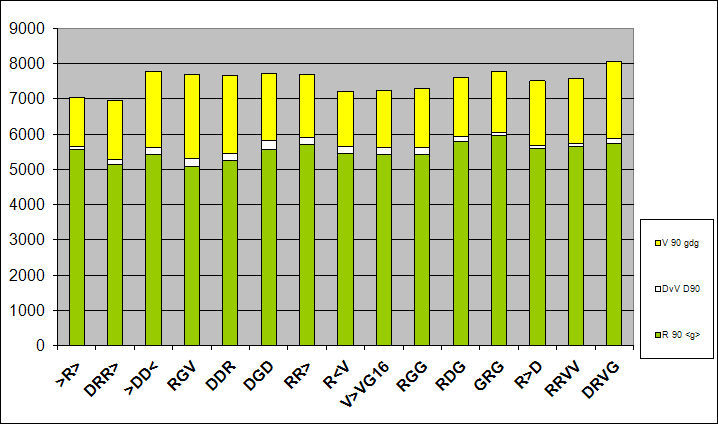 9000
8000
7000
6000
5000
4000
3000
2000
1000
0
>R>
DRR>
>DD<
RGV
DDR
DGD
RR>
R<V
V>VG16
RGG
RDG
GRG
R>D
RRVV
DRVG
V 90 gdg
DvV D90
R 90 <g>